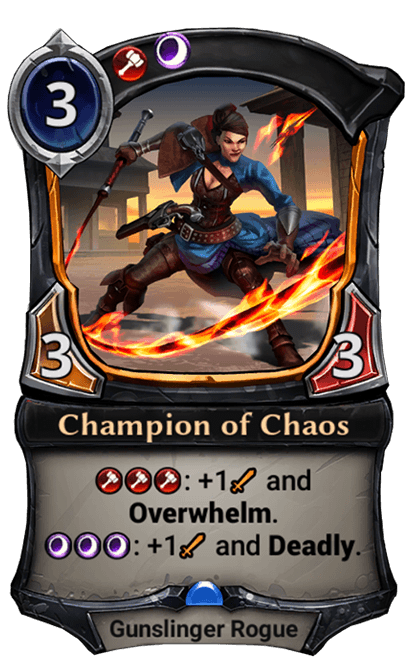 3
3
3
Champion of Chaos
: +1 and
Overwhelm.
: +1 and Deadly.
Gunslinger Rogue